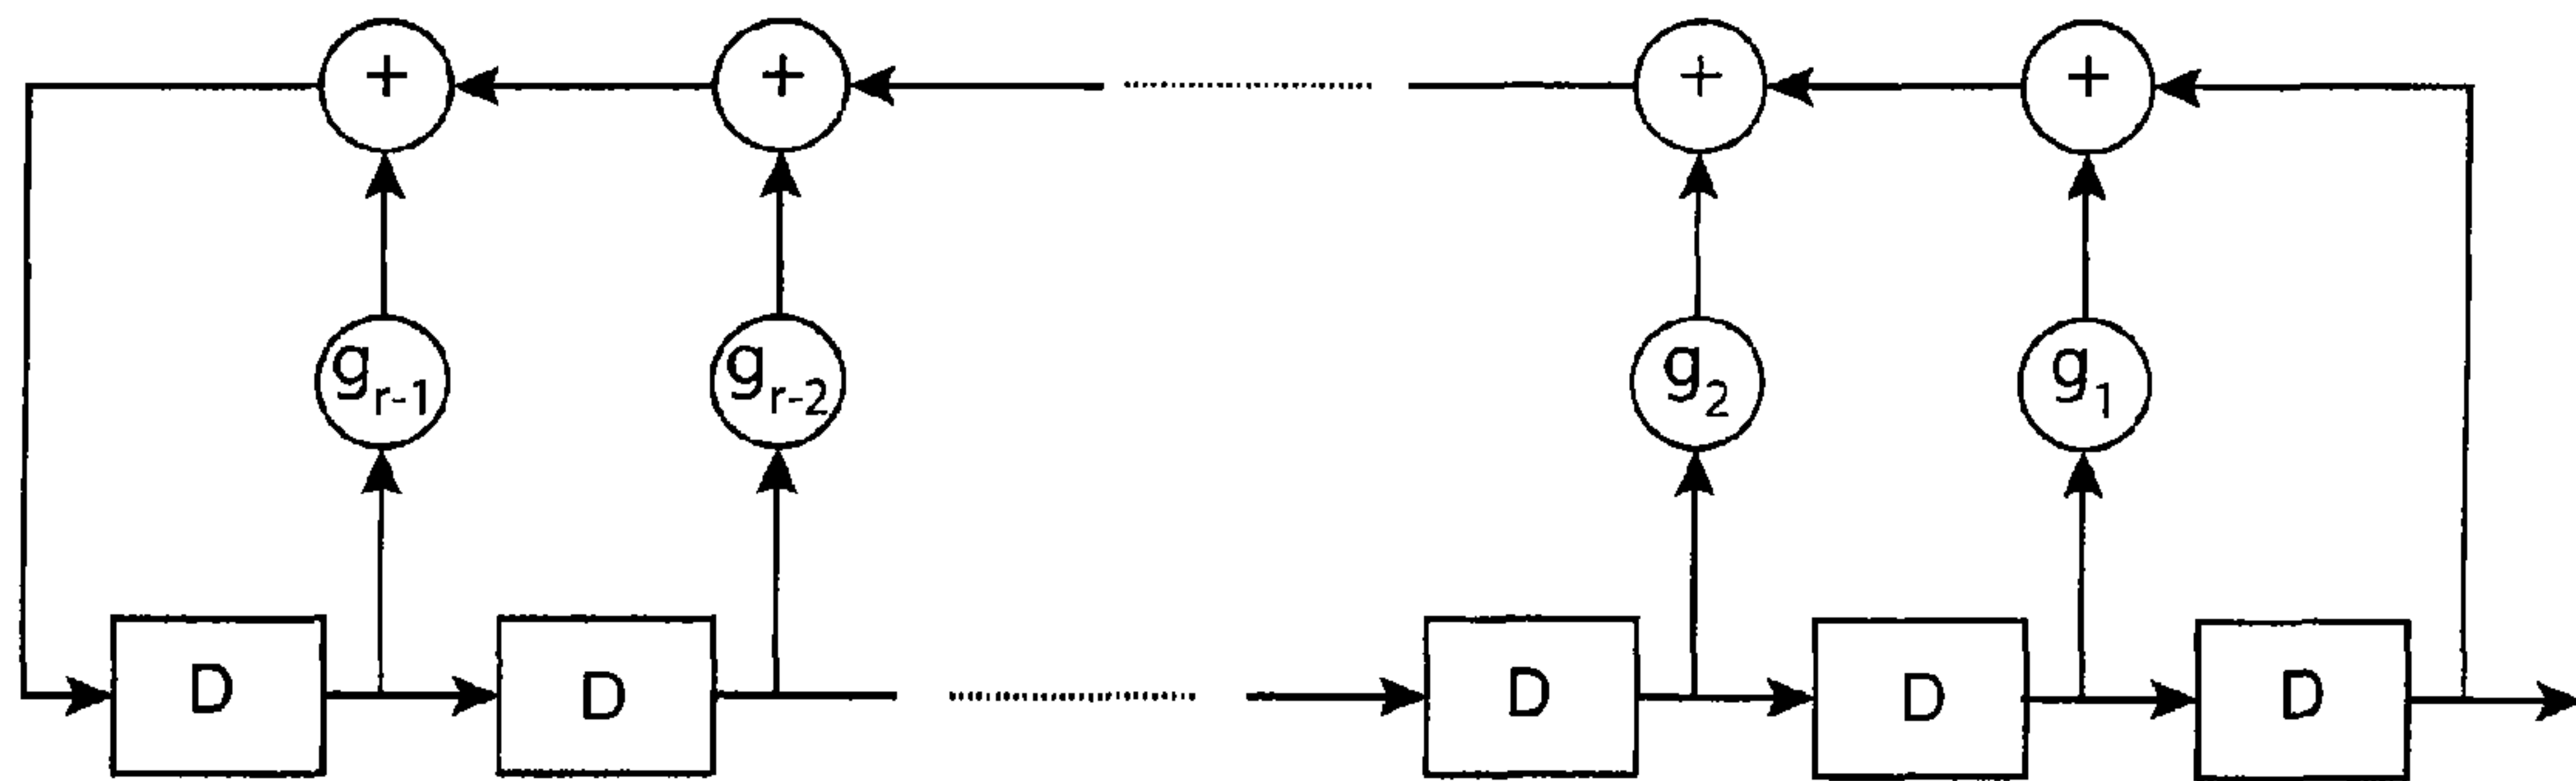 + + + +
g_{r-1} g_{r-2} g_2 g_1
D D D D D